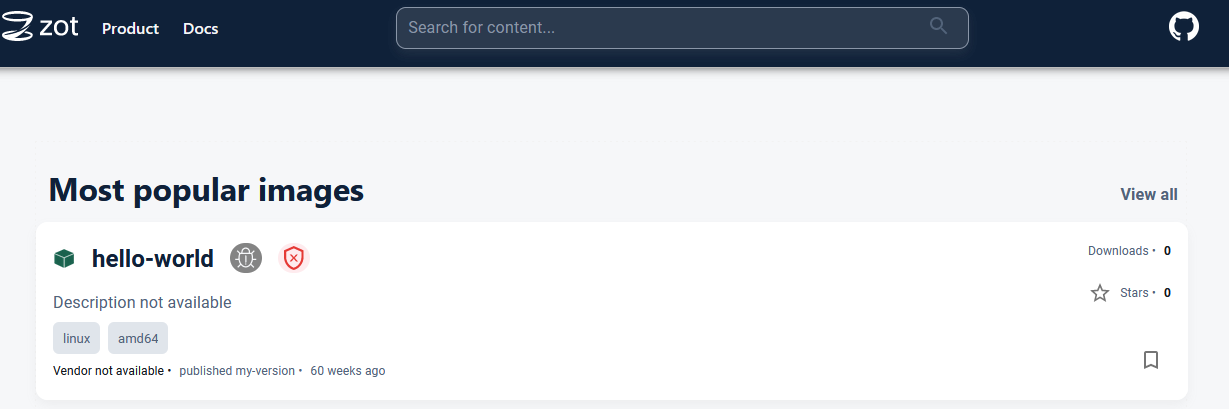 zot Product Docs Search for content...
Most popular images View all
hello-world Downloads • 0
Description not available Stars • 0
linux amd64
Vendor not available • published my-version • 60 weeks ago